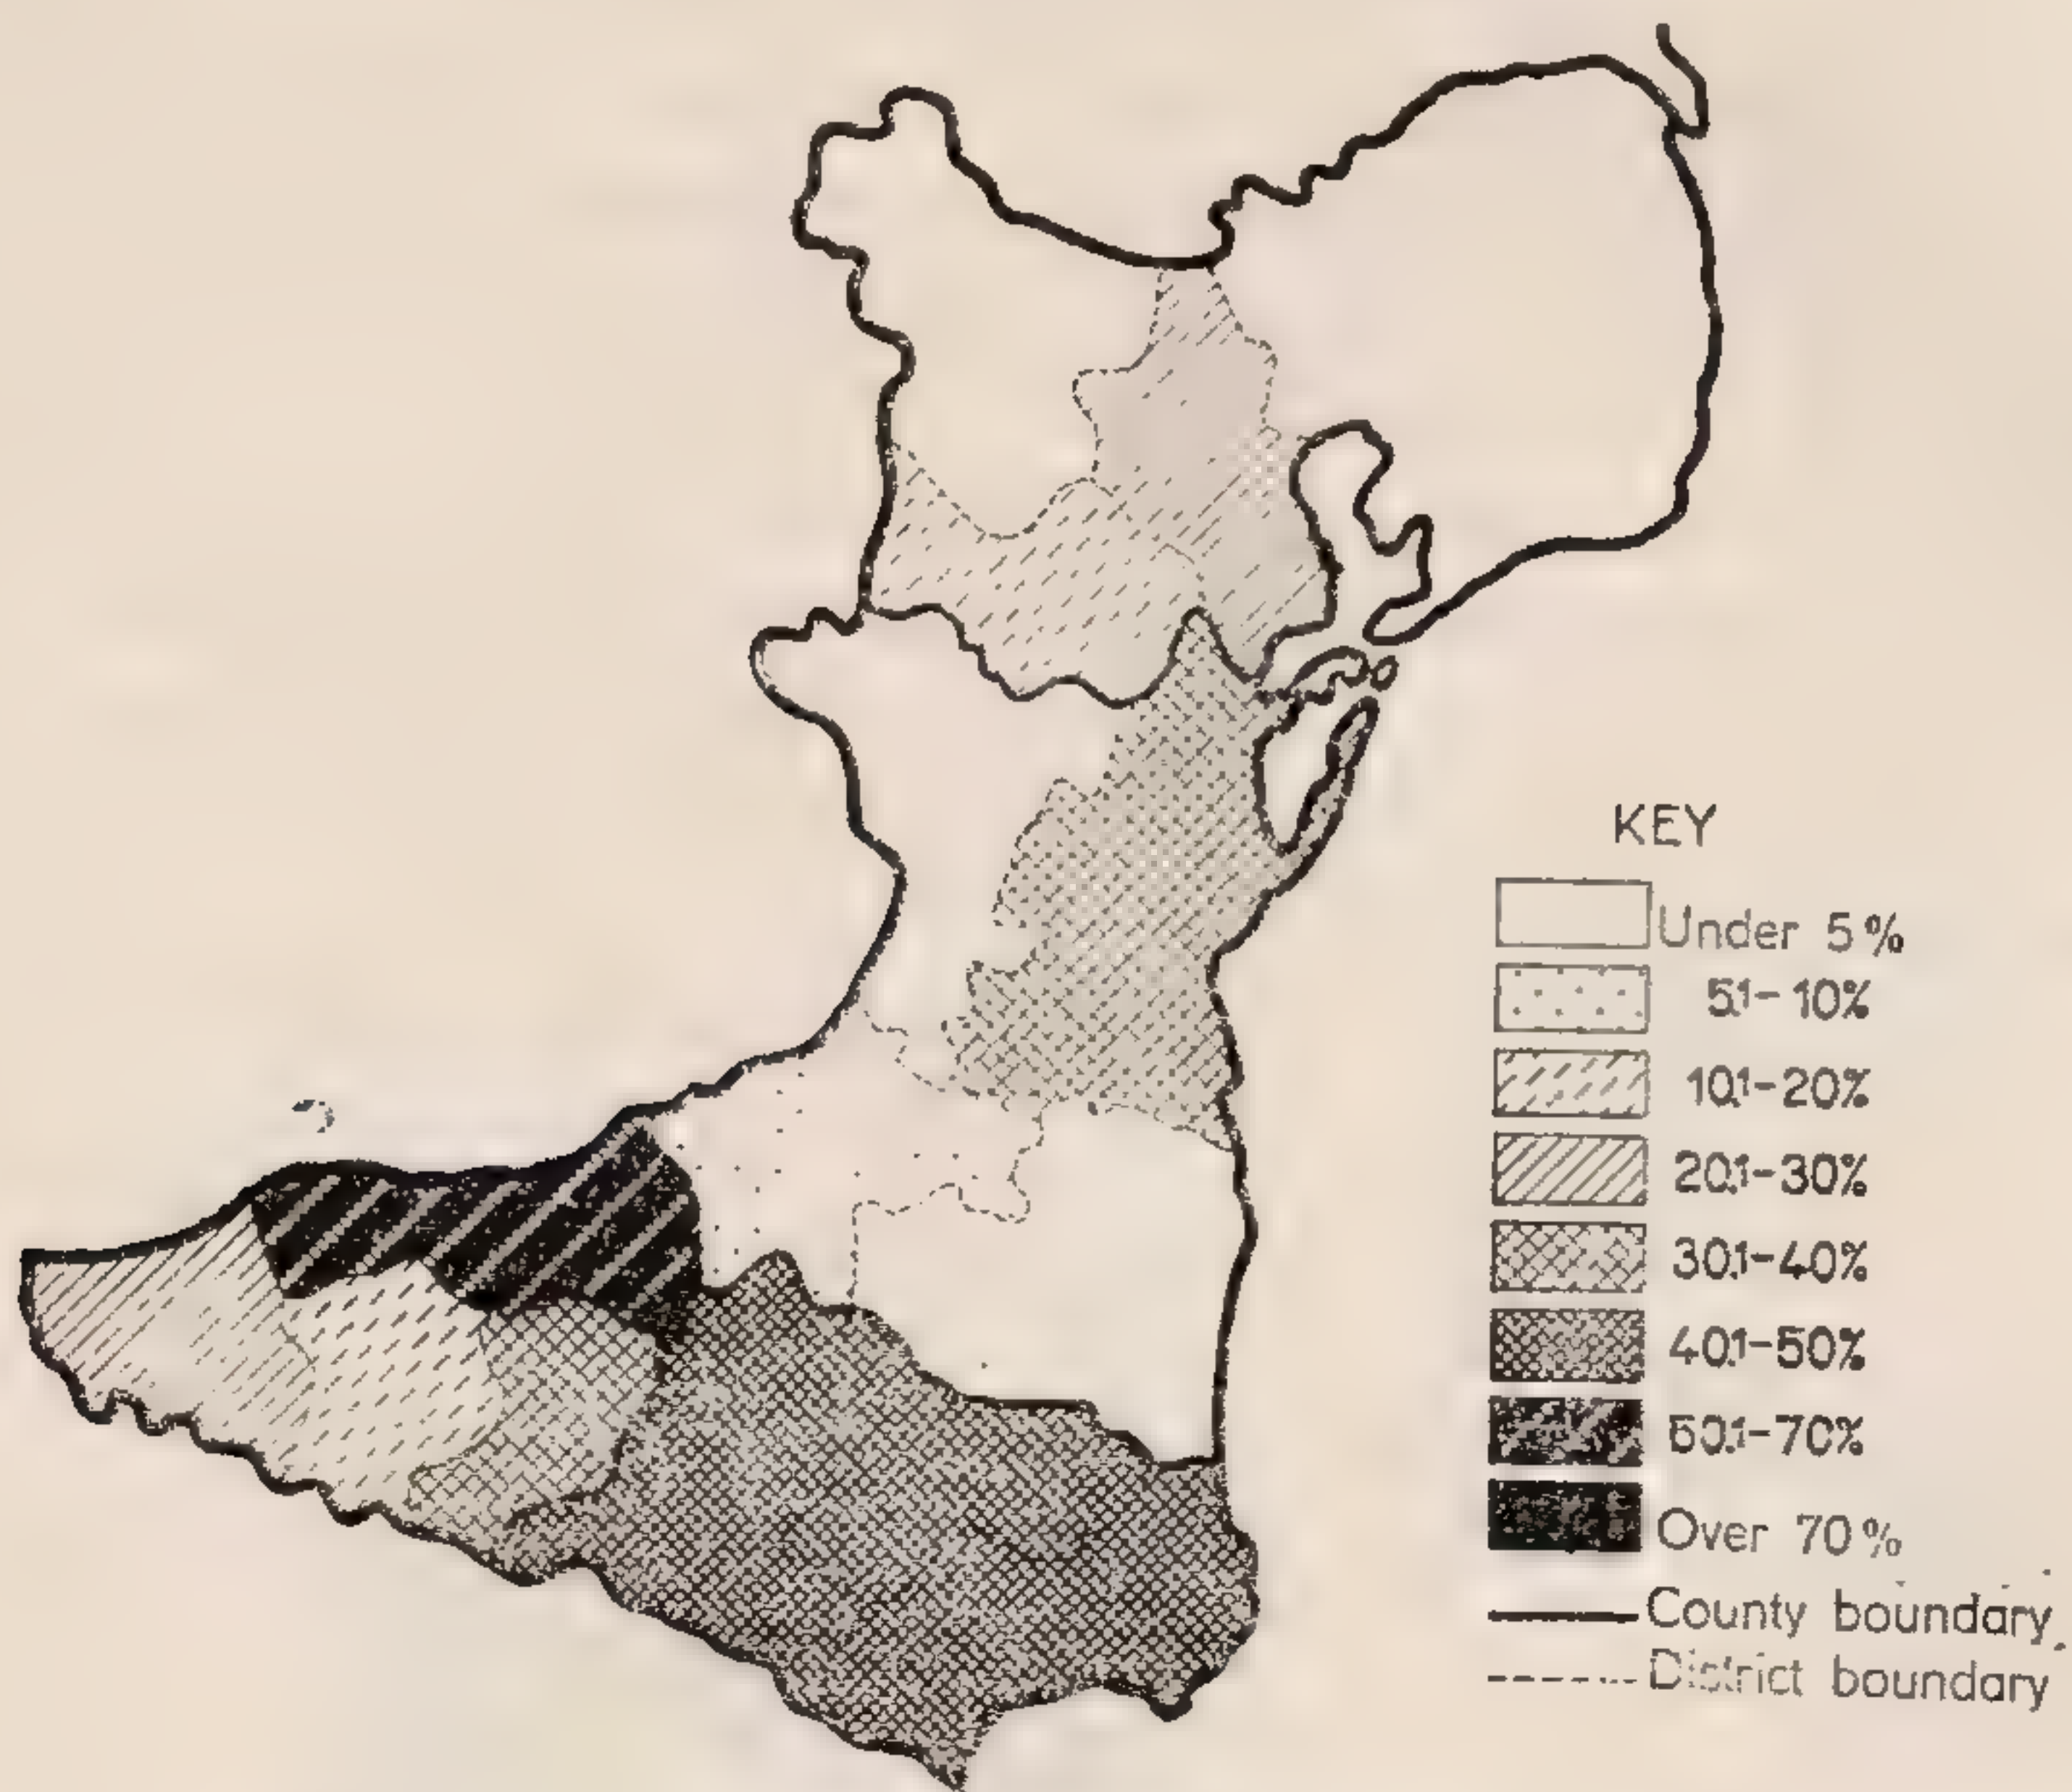 KEY
Under 5%
5.1-10%
10.1-20%
20.1-30%
30.1-40%
40.1-50%
50.1-70%
Over 70%
County boundary
District boundary